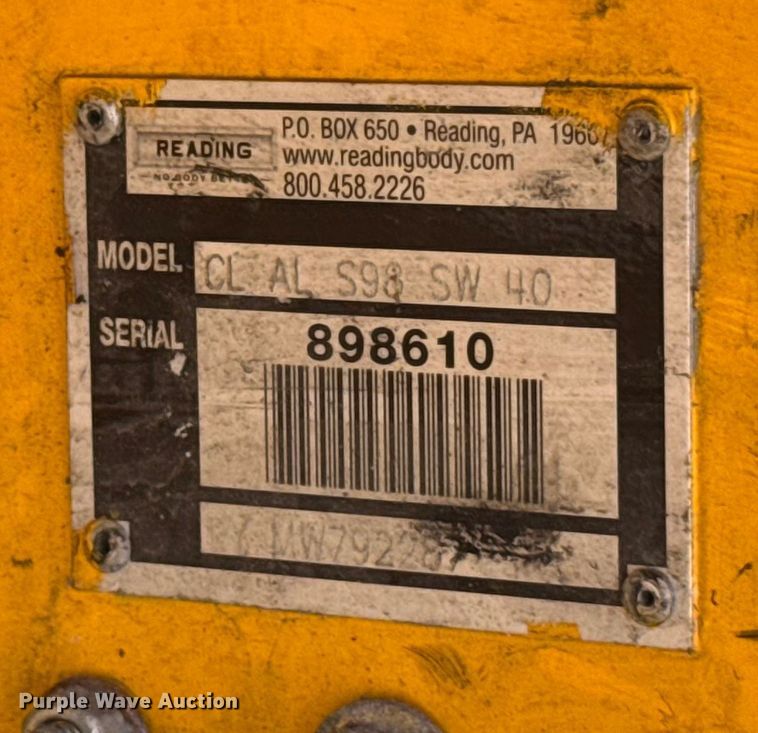 READING
P.O. BOX 650 • Reading, PA
www.readingbody.com
800.458.2226
MODEL CL AL S98 SW 40
SERIAL 898610
Purple Wave Auction